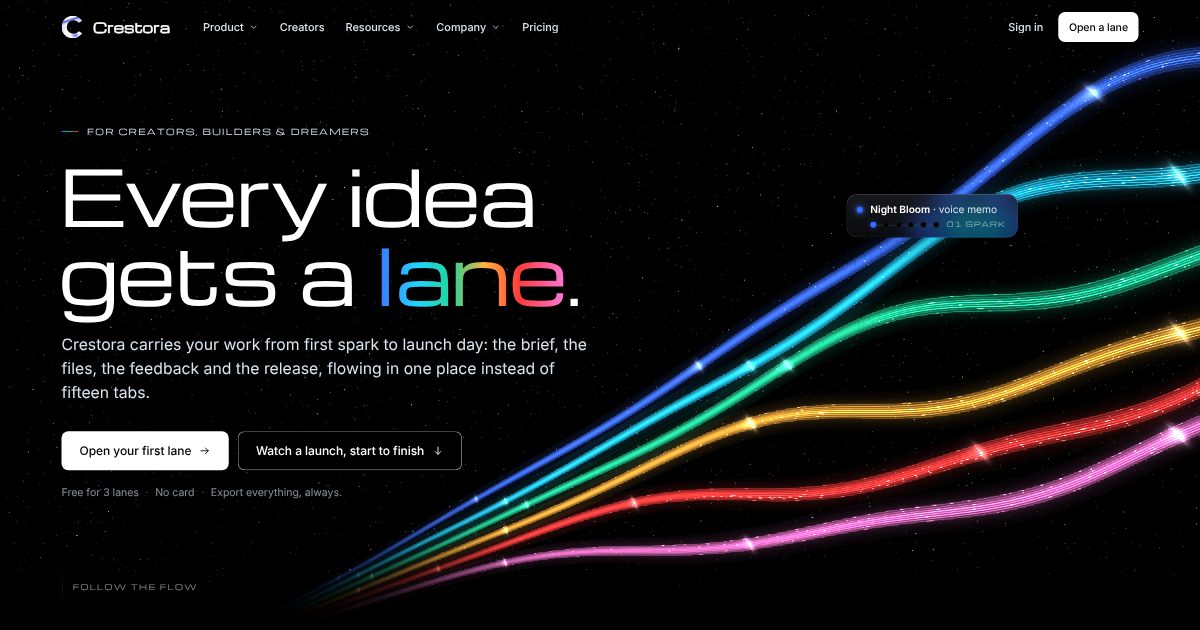 Crestora
Product
Creators
Resources
Company
Pricing
Sign in
Open a lane
FOR CREATORS, BUILDERS & DREAMERS
Every idea
gets a lane.
Night Bloom · voice memo
01 SPARK
Crestora carries your work from first spark to launch day: the brief, the
files, the feedback and the release, flowing in one place instead of
fifteen tabs.
Open your first lane →
Watch a launch, start to finish ↓
Free for 3 lanes · No card · Export everything, always.
FOLLOW THE FLOW